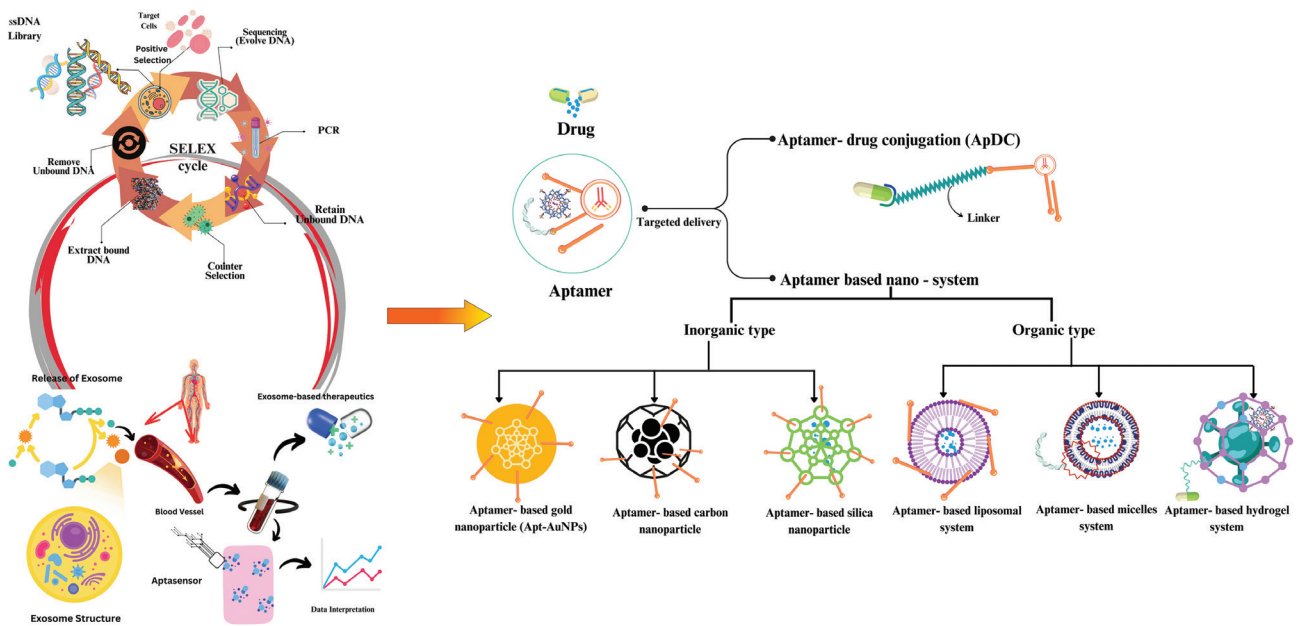 ssDNA
Library
Target
Cells
Positive
Selection
Sequencing
(Evolve DNA)
PCR
SELEX
cycle
Remove
Unbound DNA
Retain
Unbound DNA
Extract bound
DNA
Counter
Selection
Release of Exosome
Exosome-based therapeutics
Blood Vessel
Aptasensor
Exosome Structure
Data Interpretation
Drug
Aptamer
Targeted delivery
Aptamer- drug conjugation (ApDC)
Linker
Aptamer based nano - system
Inorganic type
Organic type
Aptamer- based gold
nanoparticle (Apt-AuNPs)
Aptamer- based carbon
nanoparticle
Aptamer- based silica
nanoparticle
Aptamer- based liposomal
system
Aptamer- based micelles
system
Aptamer- based hydrogel
system